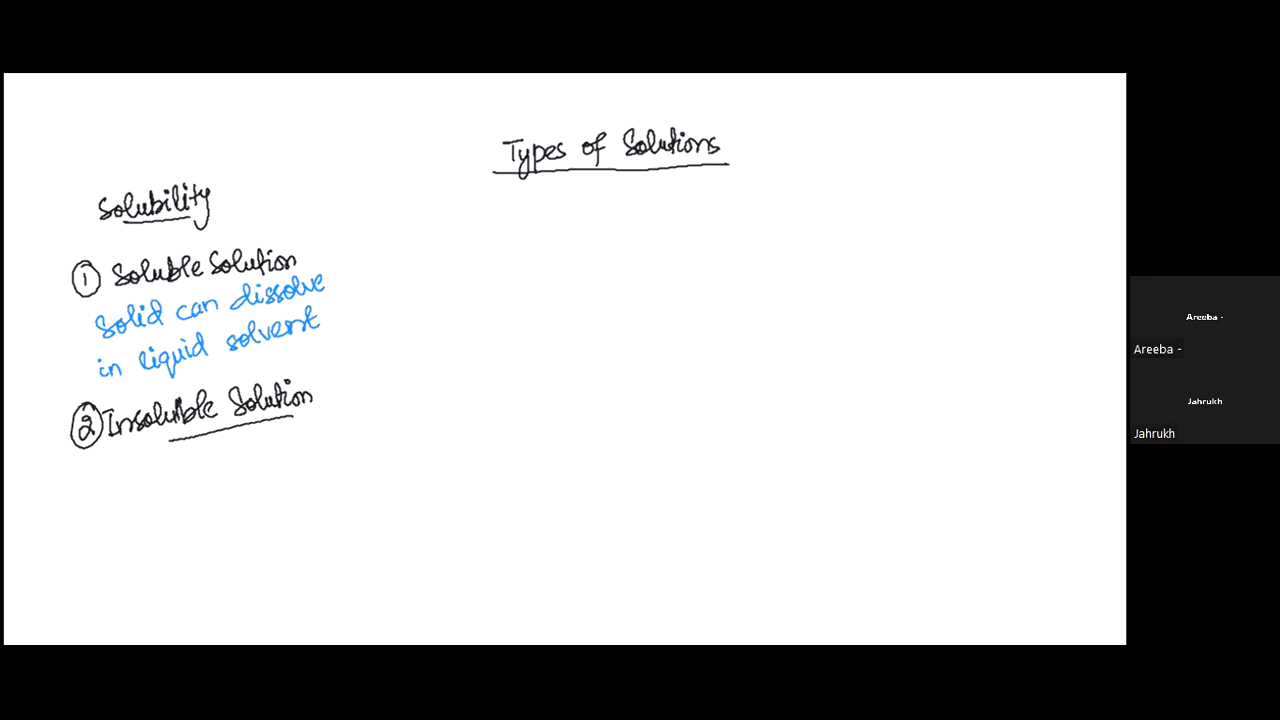 Types of Solutions
Solubility
① Soluble Solution
Solid can dissolve
in liquid solvent
② Insoluble Solution
Areeba -
Areeba -
Jahrukh
Jahrukh